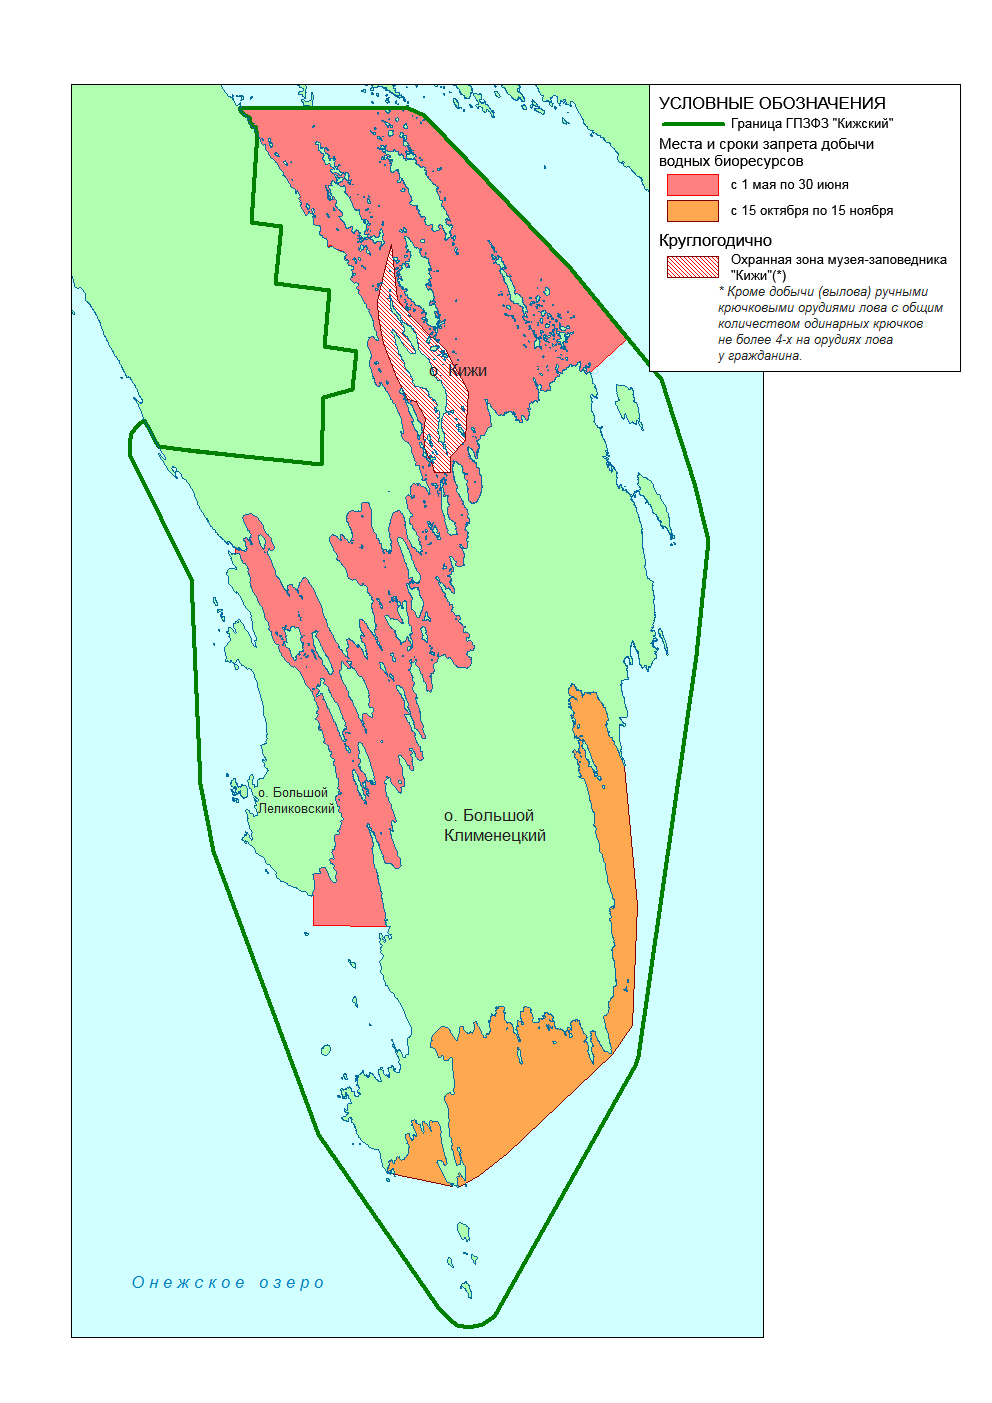 УСЛОВНЫЕ ОБОЗНАЧЕНИЯ
Граница ГПЗФЗ "Кижский"
Места и сроки запрета добычи
водных биоресурсов
с 1 мая по 30 июня
с 15 октября по 15 ноября
Круглогодично
Охранная зона музея-заповедника
"Кижи"(*)
* Кроме добычи (вылова) ручными
крючковыми орудиями лова с общим
количеством одинарных крючков
не более 4-х на орудиях лова
у гражданина.
о. Кижи
о. Большой
Леликовский
о. Большой
Клименецкий
Онежское озеро